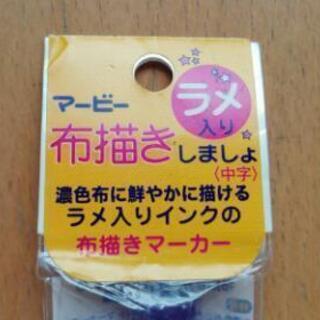 マービー
ラメ
入り
布描きしましょ
〈中字〉
濃色布に鮮やかに描ける
ラメ入りインクの
布描きマーカー